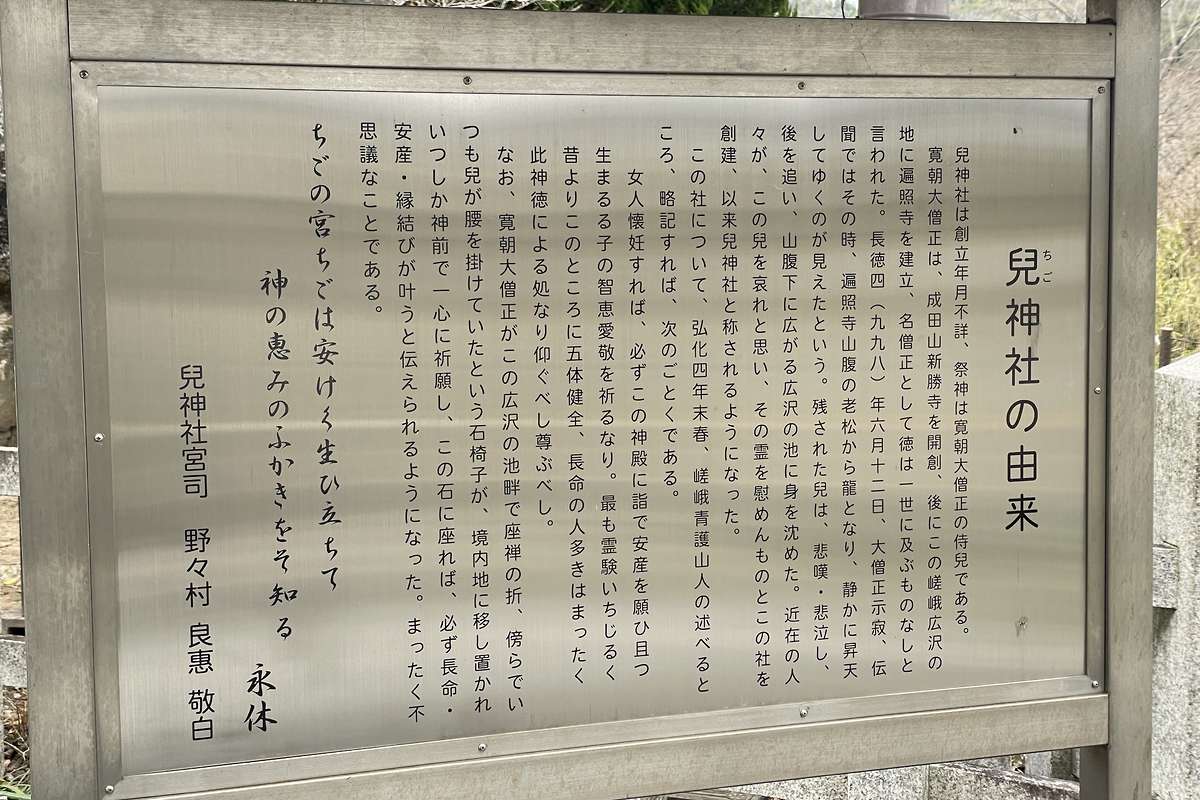 兒神社の由来
ちご
兒神社は創立年月不詳、祭神は寛朝大僧正の侍兒である。
寛朝大僧正は、成田山新勝寺を開創、後にこの嵯峨広沢の
地に遍照寺を建立、名僧正として徳は一世に及ぶものなしと
言われた。長徳四（九九八）年六月十二日、大僧正示寂、伝
聞ではその時、遍照寺山腹の老松から龍となり、静かに昇天
してゆくのが見えたという。残された兒は、悲嘆・悲泣し、
後を追い、山腹下に広がる広沢の池に身を沈めた。近在の人
々が、この兒を哀れと思い、その霊を慰めんものとこの社を
創建、以来兒神社と称されるようになった。
この社について、弘化四年末春、嵯峨青護山人の述べると
ころ、略記すれば、次のごとくである。
女人懐妊すれば、必ずこの神殿に詣で安産を願ひ且つ
生まるる子の智恵愛敬を祈るなり。最も霊験いちじるく
昔よりこのところに五体健全、長命の人多きはまったく
此神徳による処なり仰ぐべし尊ぶべし。
なお、寛朝大僧正がこの広沢の池畔で座禅の折、傍らでい
つも兒が腰を掛けていたという石椅子が、境内地に移し置かれ
いつしか神前で一心に祈願し、この石に座れば、必ず長命・
安産・縁結びが叶うと伝えられるようになった。まったく不
思議なことである。
ちごの宮ちごは安けく生ひ立ちて
神の恵みのふかきをそ知る
永休
兒神社宮司 野々村 良惠 敬白